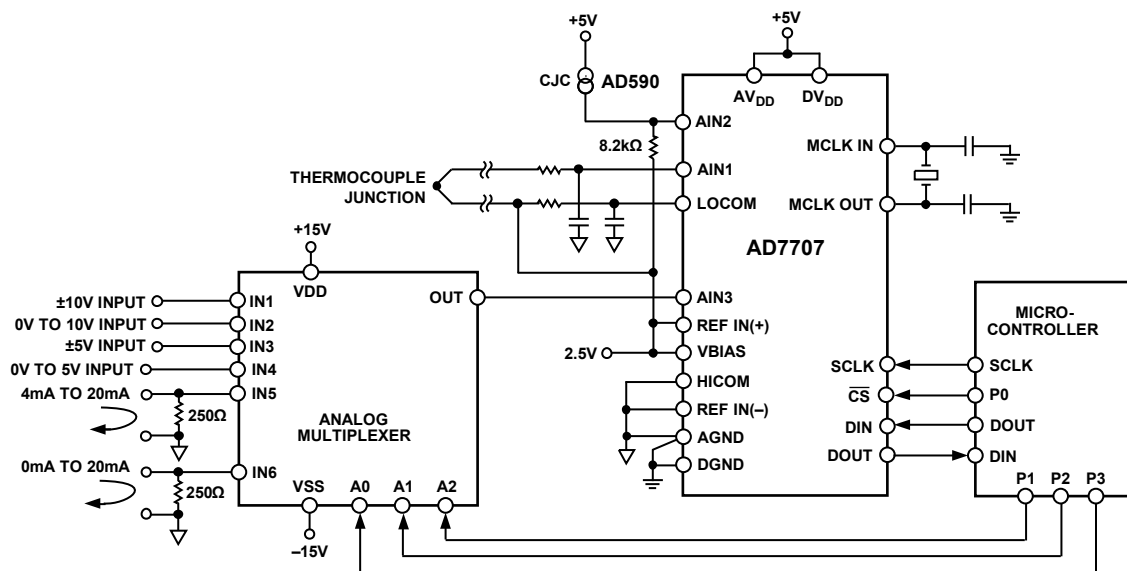 +5V
+5V
CJC
AD590
AVDD
DVDD
AIN2
8.2kΩ
MCLK IN
THERMOCOUPLE
JUNCTION
AIN1
LOCOM
MCLK OUT
AD7707
+15V
VDD
OUT
AIN3
±10V INPUT
IN1
0V TO 10V INPUT
IN2
±5V INPUT
IN3
0V TO 5V INPUT
IN4
4mA TO 20mA
IN5
250Ω
0mA TO 20mA
IN6
250Ω
ANALOG
MULTIPLEXER
VSS
A0
A1
A2
–15V
REF IN(+)
2.5V
VBIAS
HICOM
REF IN(–)
AGND
DGND
SCLK
CS
DIN
DOUT
MICRO-
CONTROLLER
SCLK
P0
DOUT
DIN
P1
P2
P3